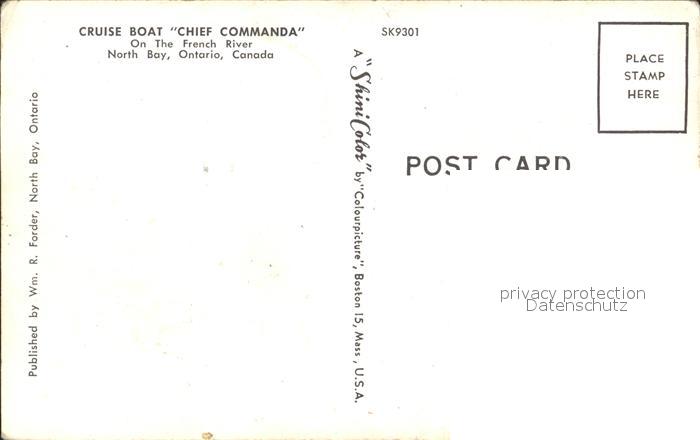 CRUISE BOAT "CHIEF COMMANDA"
On The French River
North Bay, Ontario, Canada
Published by Wm. R. Forder, North Bay, Ontario
A "ShiniColor" by "Colourpicture", Boston 15, Mass., U.S.A.
SK9301
PLACE
STAMP
HERE
POST CARD
privacy protection
Datenschutz